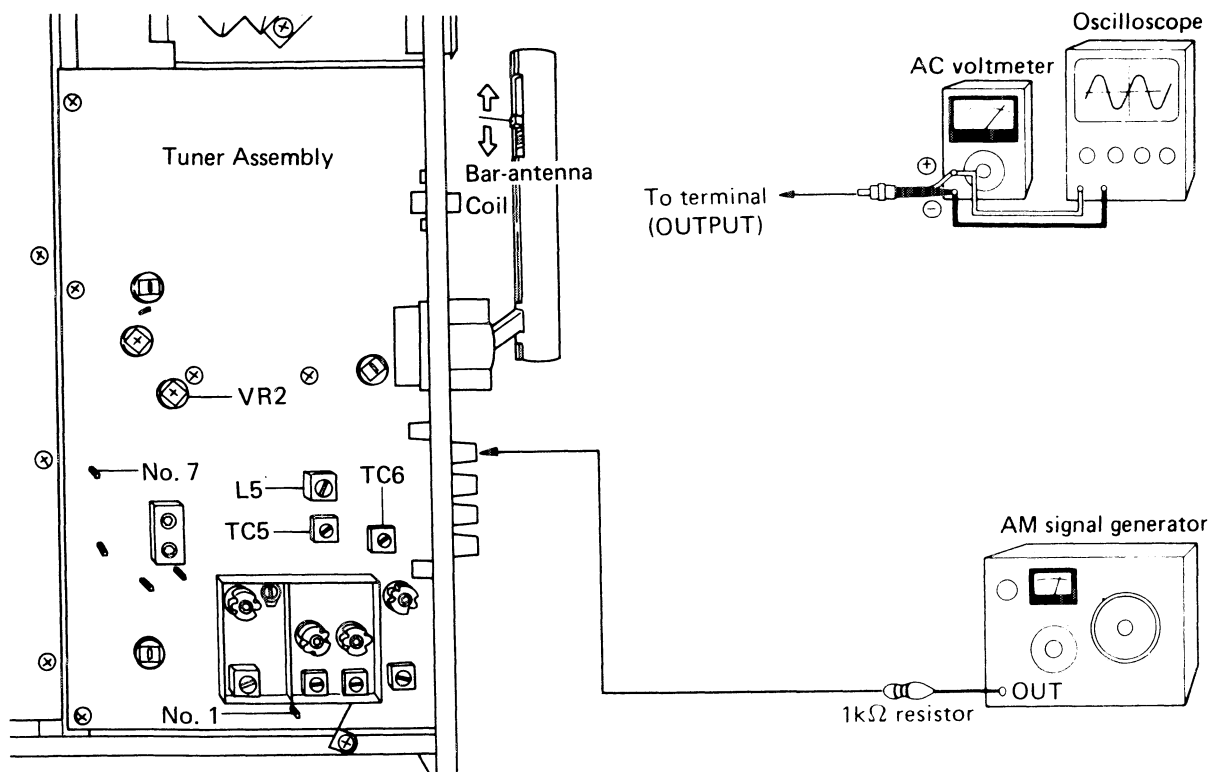 Oscilloscope
AC voltmeter
Tuner Assembly
Bar-antenna
Coil
⊕
To terminal
(OUTPUT)
⊖
VR2
No. 7
L5
TC6
TC5
AM signal generator
OUT
1kΩ resistor
No. 1